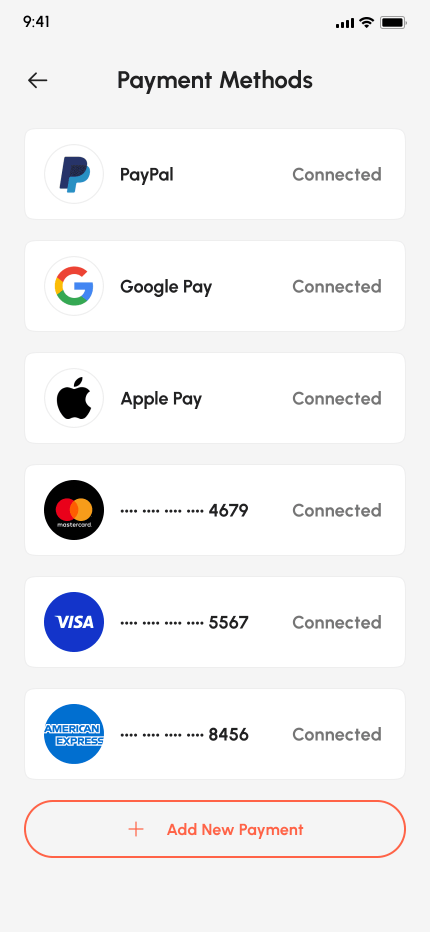 9:41
Payment Methods
PayPal
Connected
Google Pay
Connected
Apple Pay
Connected
mastercard.
•••• •••• •••• •••• 4679
Connected
VISA
•••• •••• •••• •••• 5567
Connected
AMERICAN
EXPRESS
•••• •••• •••• •••• 8456
Connected
Add New Payment